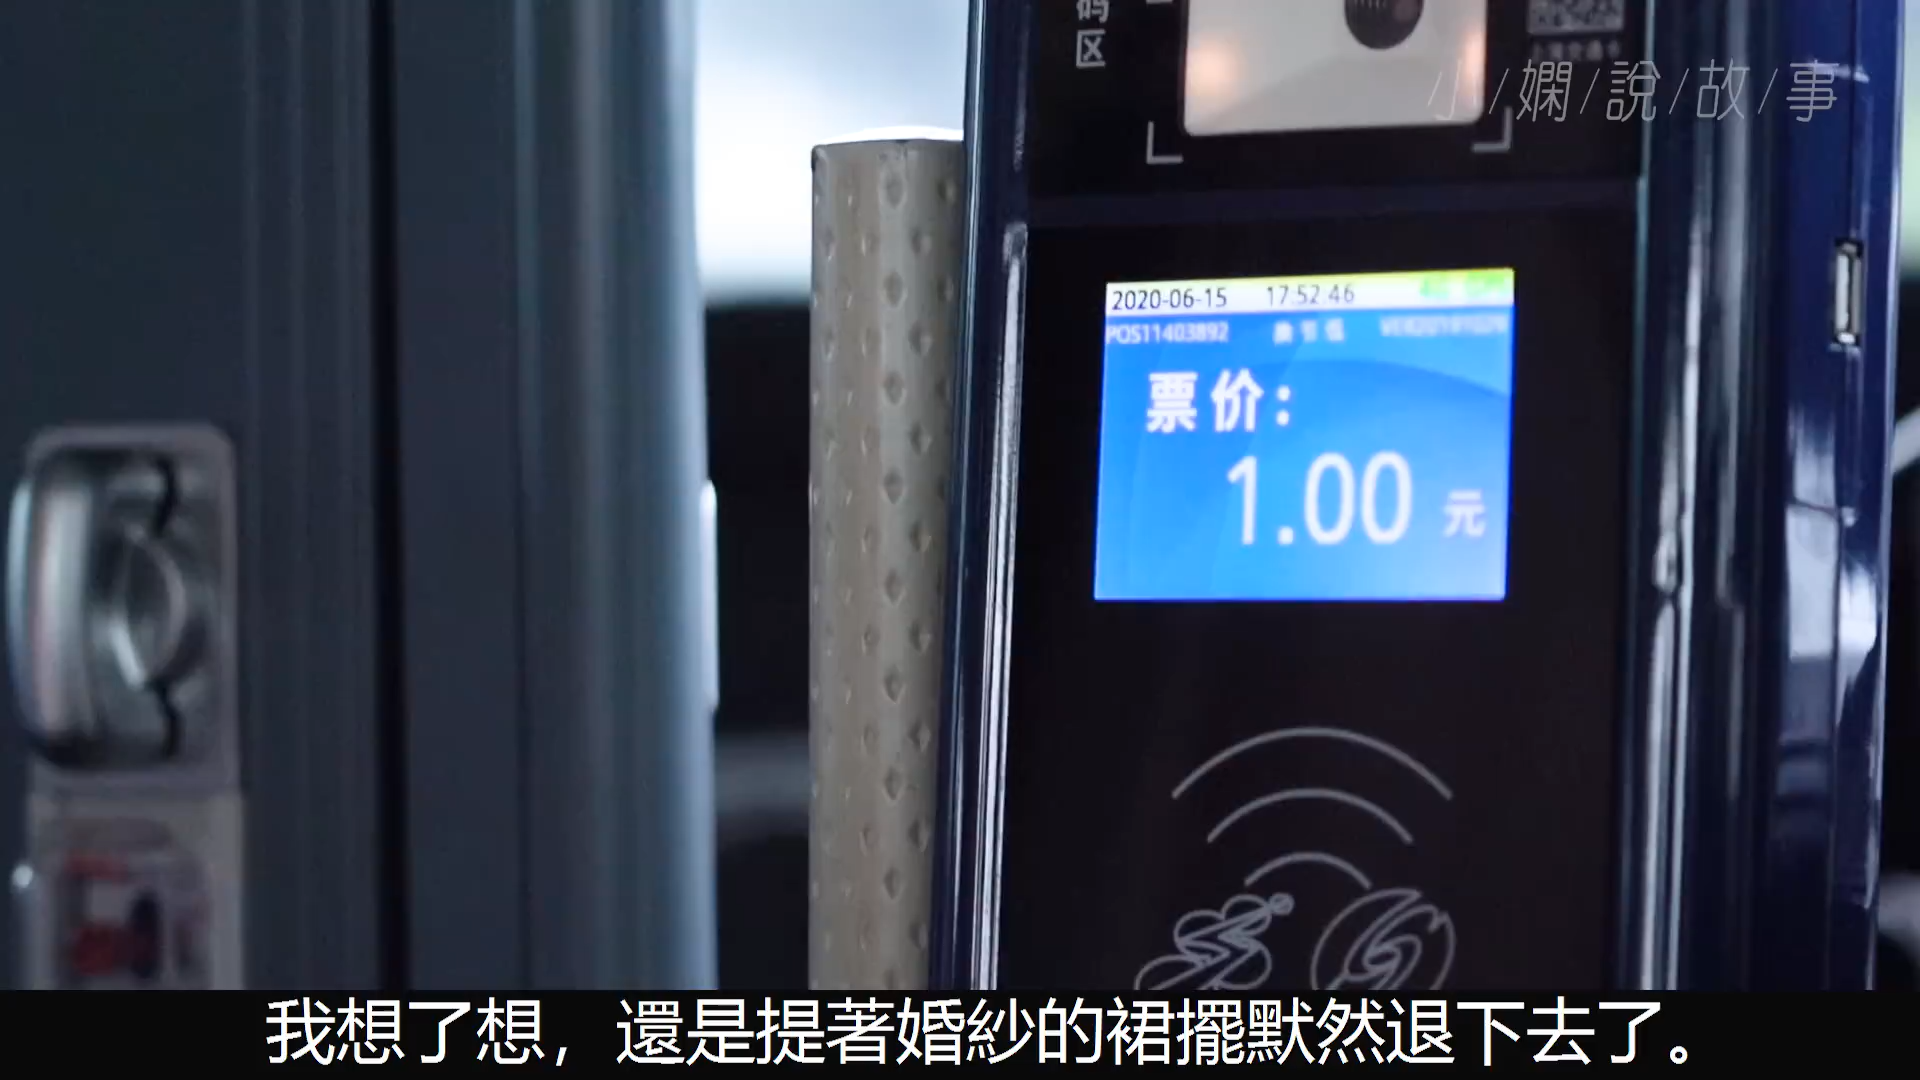 码
区
小/嫻/說/故/事
2020-06-15 17:52:46
POS11403892
票价:
1.00 元
我想了想，還是提著婚紗的裙擺默然退下去了。